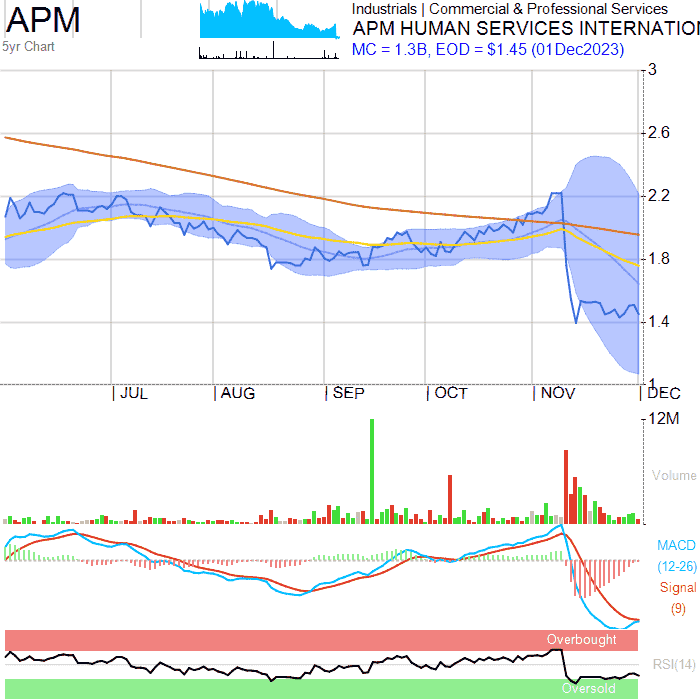 APM
5yr Chart
Industrials | Commercial & Professional Services
APM HUMAN SERVICES INTERNATIO
MC = 1.3B, EOD = $1.45 (01Dec2023)
3
2.6
2.2
1.8
1.4
1
JUL
AUG
SEP
OCT
NOV
DEC
12M
Volume
MACD
(12-26)
Signal
(9)
Overbought
RSI(14)
Oversold